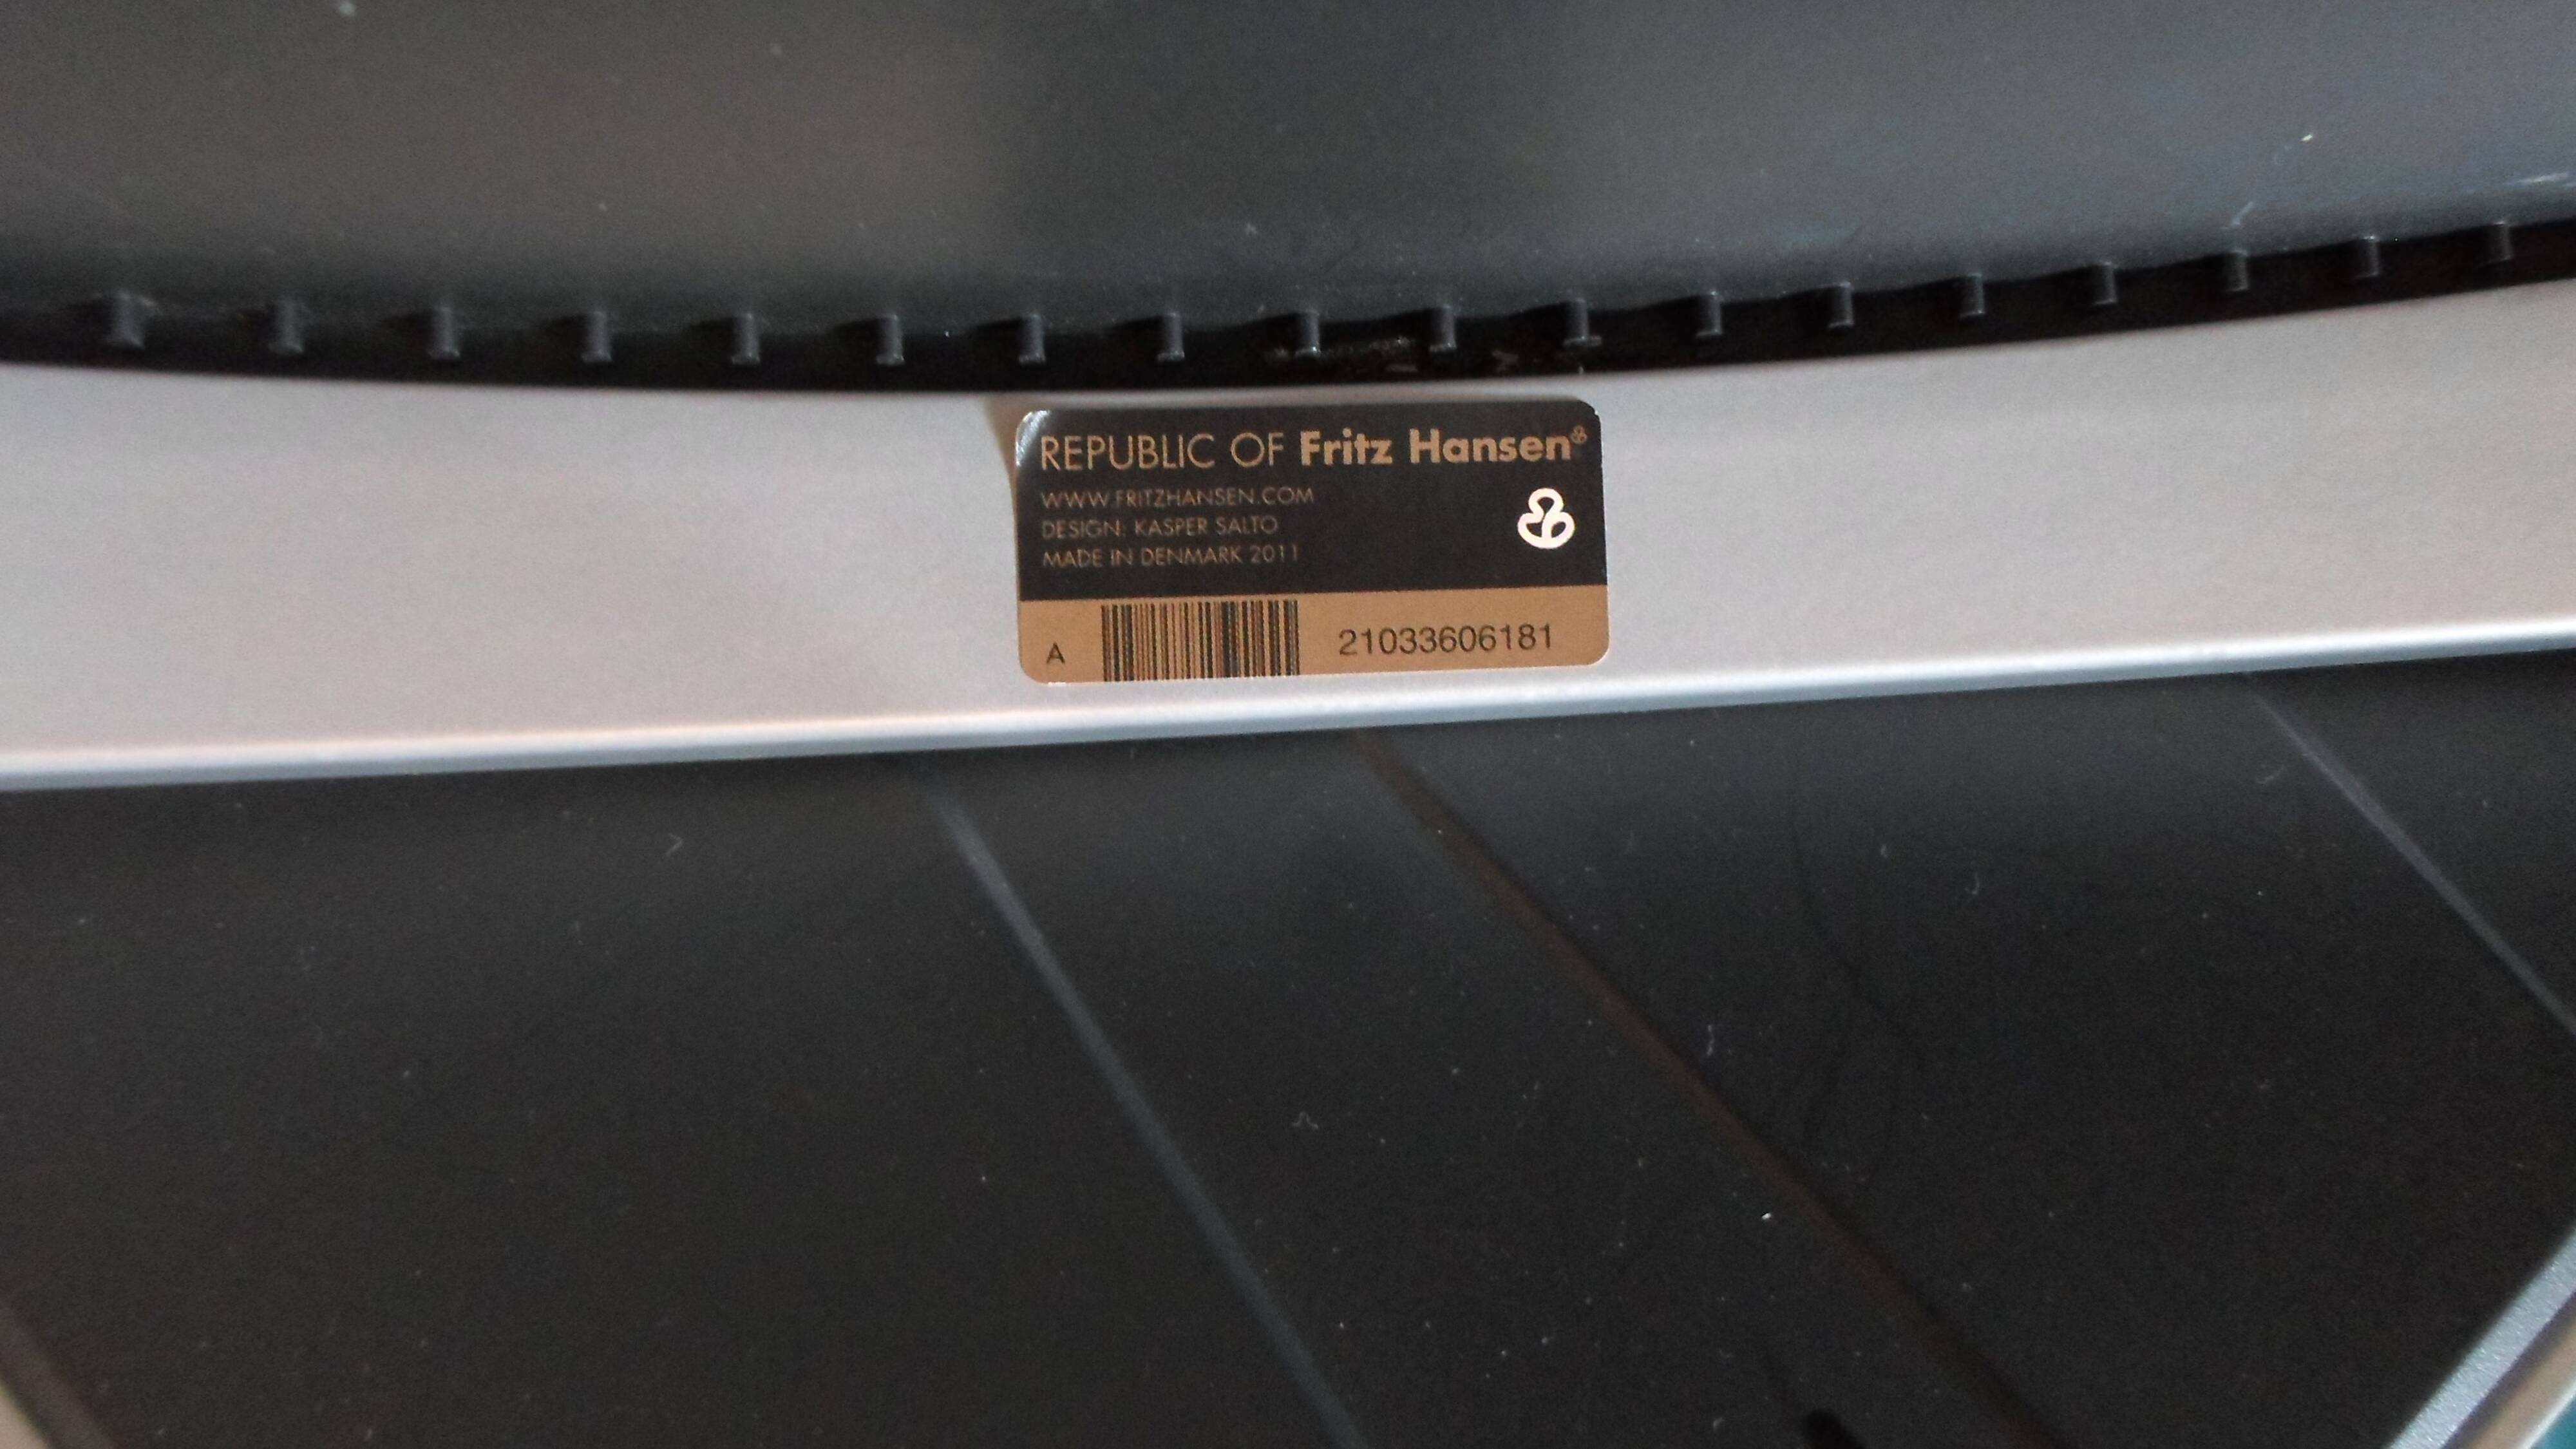 REPUBLIC OF Fritz Hansen
WWW.FRITZHANSEN.COM
DESIGN: KASPER SALTO
MADE IN DENMARK 2011
A 21033606181